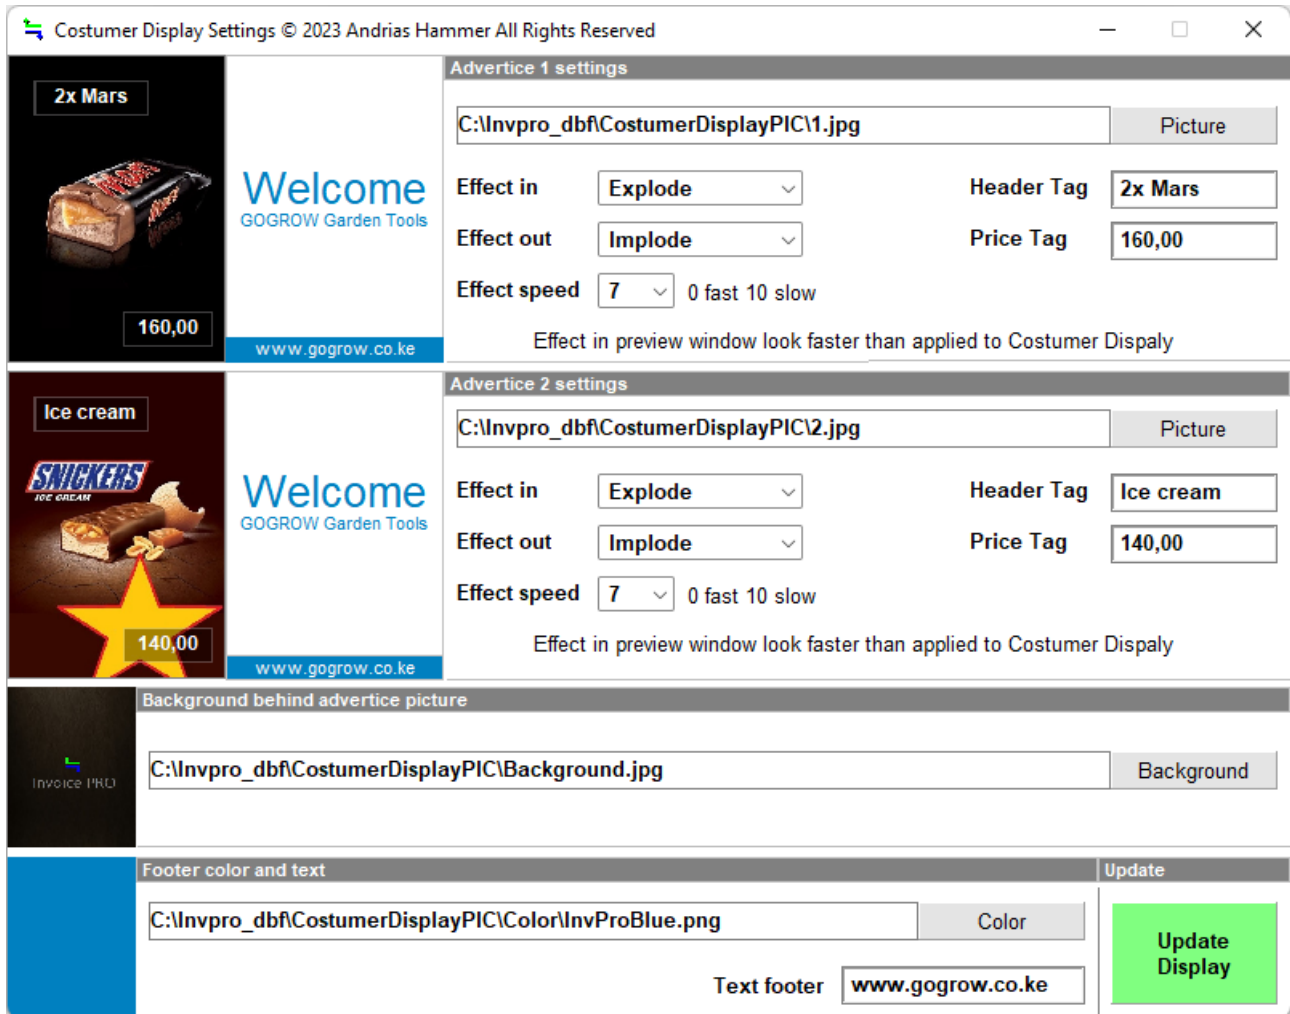 Costumer Display Settings © 2023 Andrias Hammer All Rights Reserved
2x Mars
Mars
Mars
160,00
Welcome
GOGROW Garden Tools
www.gogrow.co.ke
Advertice 1 settings
C:\Invpro_dbf\CostumerDisplayPIC\1.jpg
Picture
Effect in
Explode
Header Tag
2x Mars
Effect out
Implode
Price Tag
160,00
Effect speed
7
0 fast 10 slow
Effect in preview window look faster than applied to Costumer Dispaly
Ice cream
SNICKERS
ICE CREAM
140,00
Welcome
GOGROW Garden Tools
www.gogrow.co.ke
Advertice 2 settings
C:\Invpro_dbf\CostumerDisplayPIC\2.jpg
Picture
Effect in
Explode
Header Tag
Ice cream
Effect out
Implode
Price Tag
140,00
Effect speed
7
0 fast 10 slow
Effect in preview window look faster than applied to Costumer Dispaly
Invoice PRO
Background behind advertice picture
C:\Invpro_dbf\CostumerDisplayPIC\Background.jpg
Background
Footer color and text
C:\Invpro_dbf\CostumerDisplayPIC\Color\InvProBlue.png
Color
Text footer
www.gogrow.co.ke
Update
Update
Display